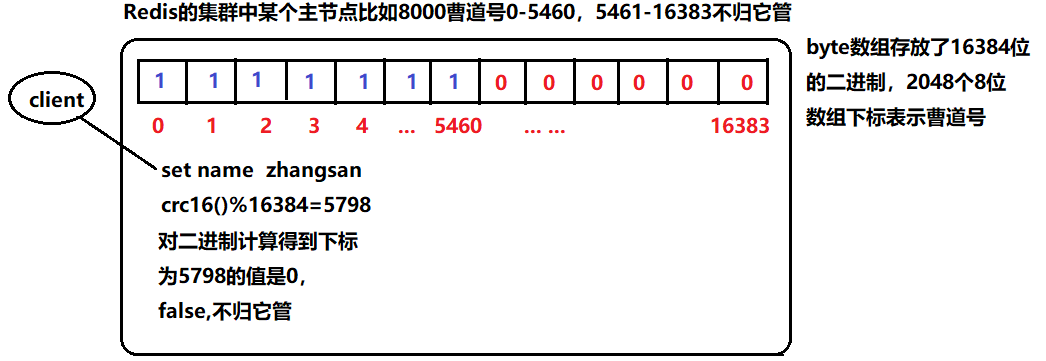 Redis的集群中某个主节点比如8000曹道号0-5460，5461-16383不归它管
byte数组存放了16384位
的二进制，2048个8位
数组下标表示曹道号
client
1 1 1 1 1 1 1 0 0 0 0 0 0
0 1 2 3 4 ... 5460 ... ... 16383
set name zhangsan
crc16()%16384=5798
对二进制计算得到下标
为5798的值是0，
false,不归它管